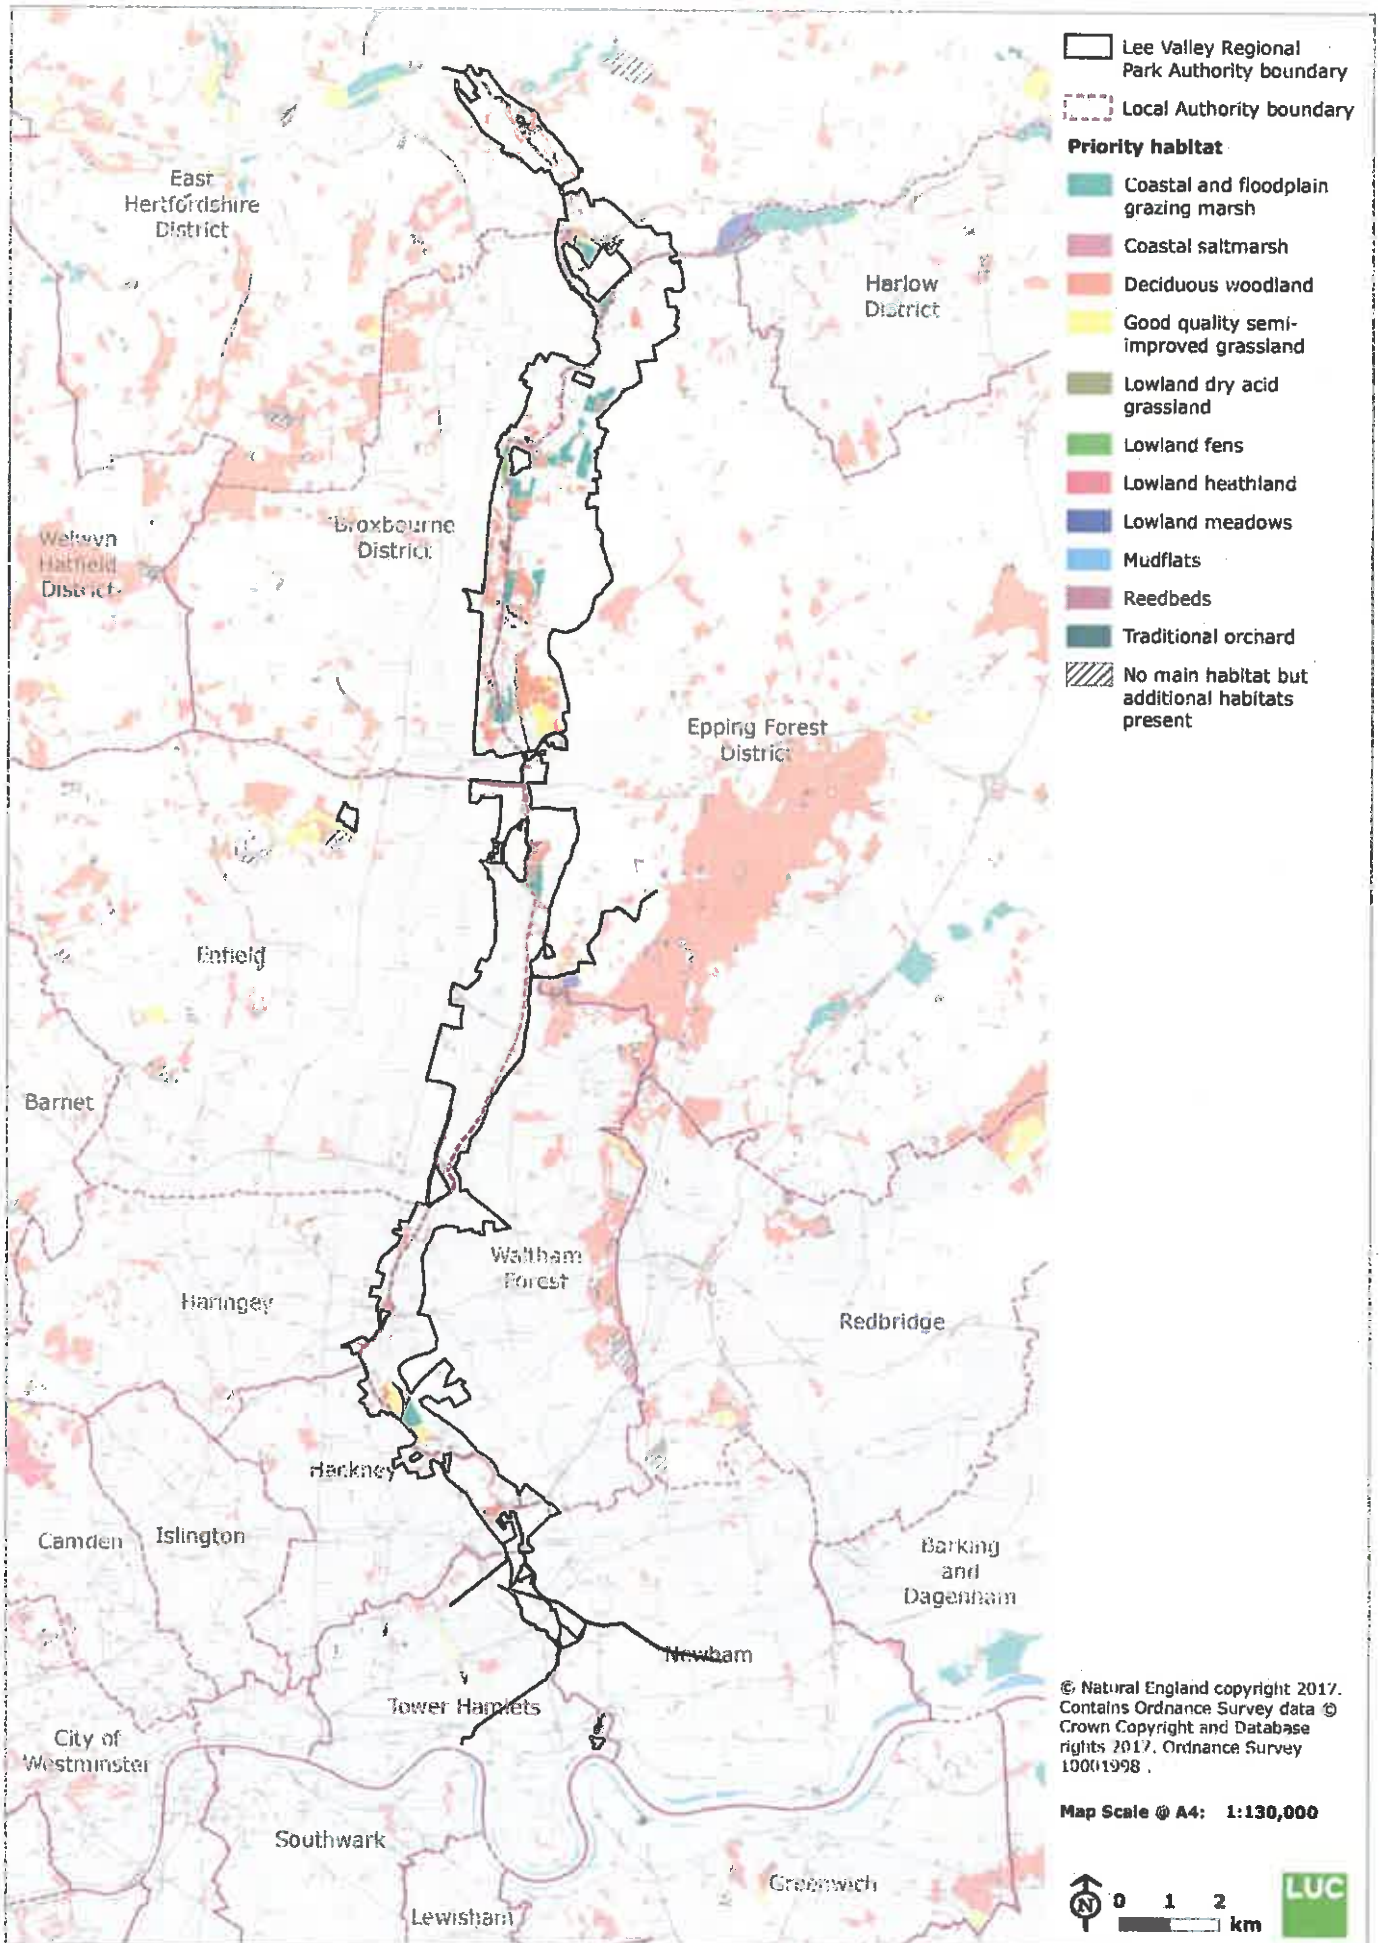 Lee Valley Regional
Park Authority boundary
Local Authority boundary
Priority habitat
Coastal and floodplain
grazing marsh
Coastal saltmarsh
Deciduous woodland
Good quality semi-
improved grassland
Lowland dry acid
grassland
Lowland fens
Lowland heathland
Lowland meadows
Mudflats
Reedbeds
Traditional orchard
No main habitat but
additional habitats
present
East
Hertfordshire
District
Harlow
District
Broxbourne
District
Welwyn
Hatfield
District
Epping Forest
District
Enfield
Barnet
Waltham
Forest
Haringey
Redbridge
Hackney
Camden
Islington
Barking
and
Dagenham
Newham
Tower Hamlets
City of
Westminster
Southwark
Greenwich
Lewisham
© Natural England copyright 2017.
Contains Ordnance Survey data ©
Crown Copyright and Database
rights 2017. Ordnance Survey
10001998 .
Map Scale @ A4: 1:130,000
N
0 1 2
km
LUC